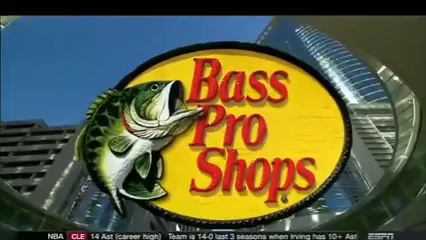 Bass
Pro
Shops
NBA CLE 14 Ast (career high) Team is 14-0 last 3 seasons when Irving has 10+ Ast ESPN